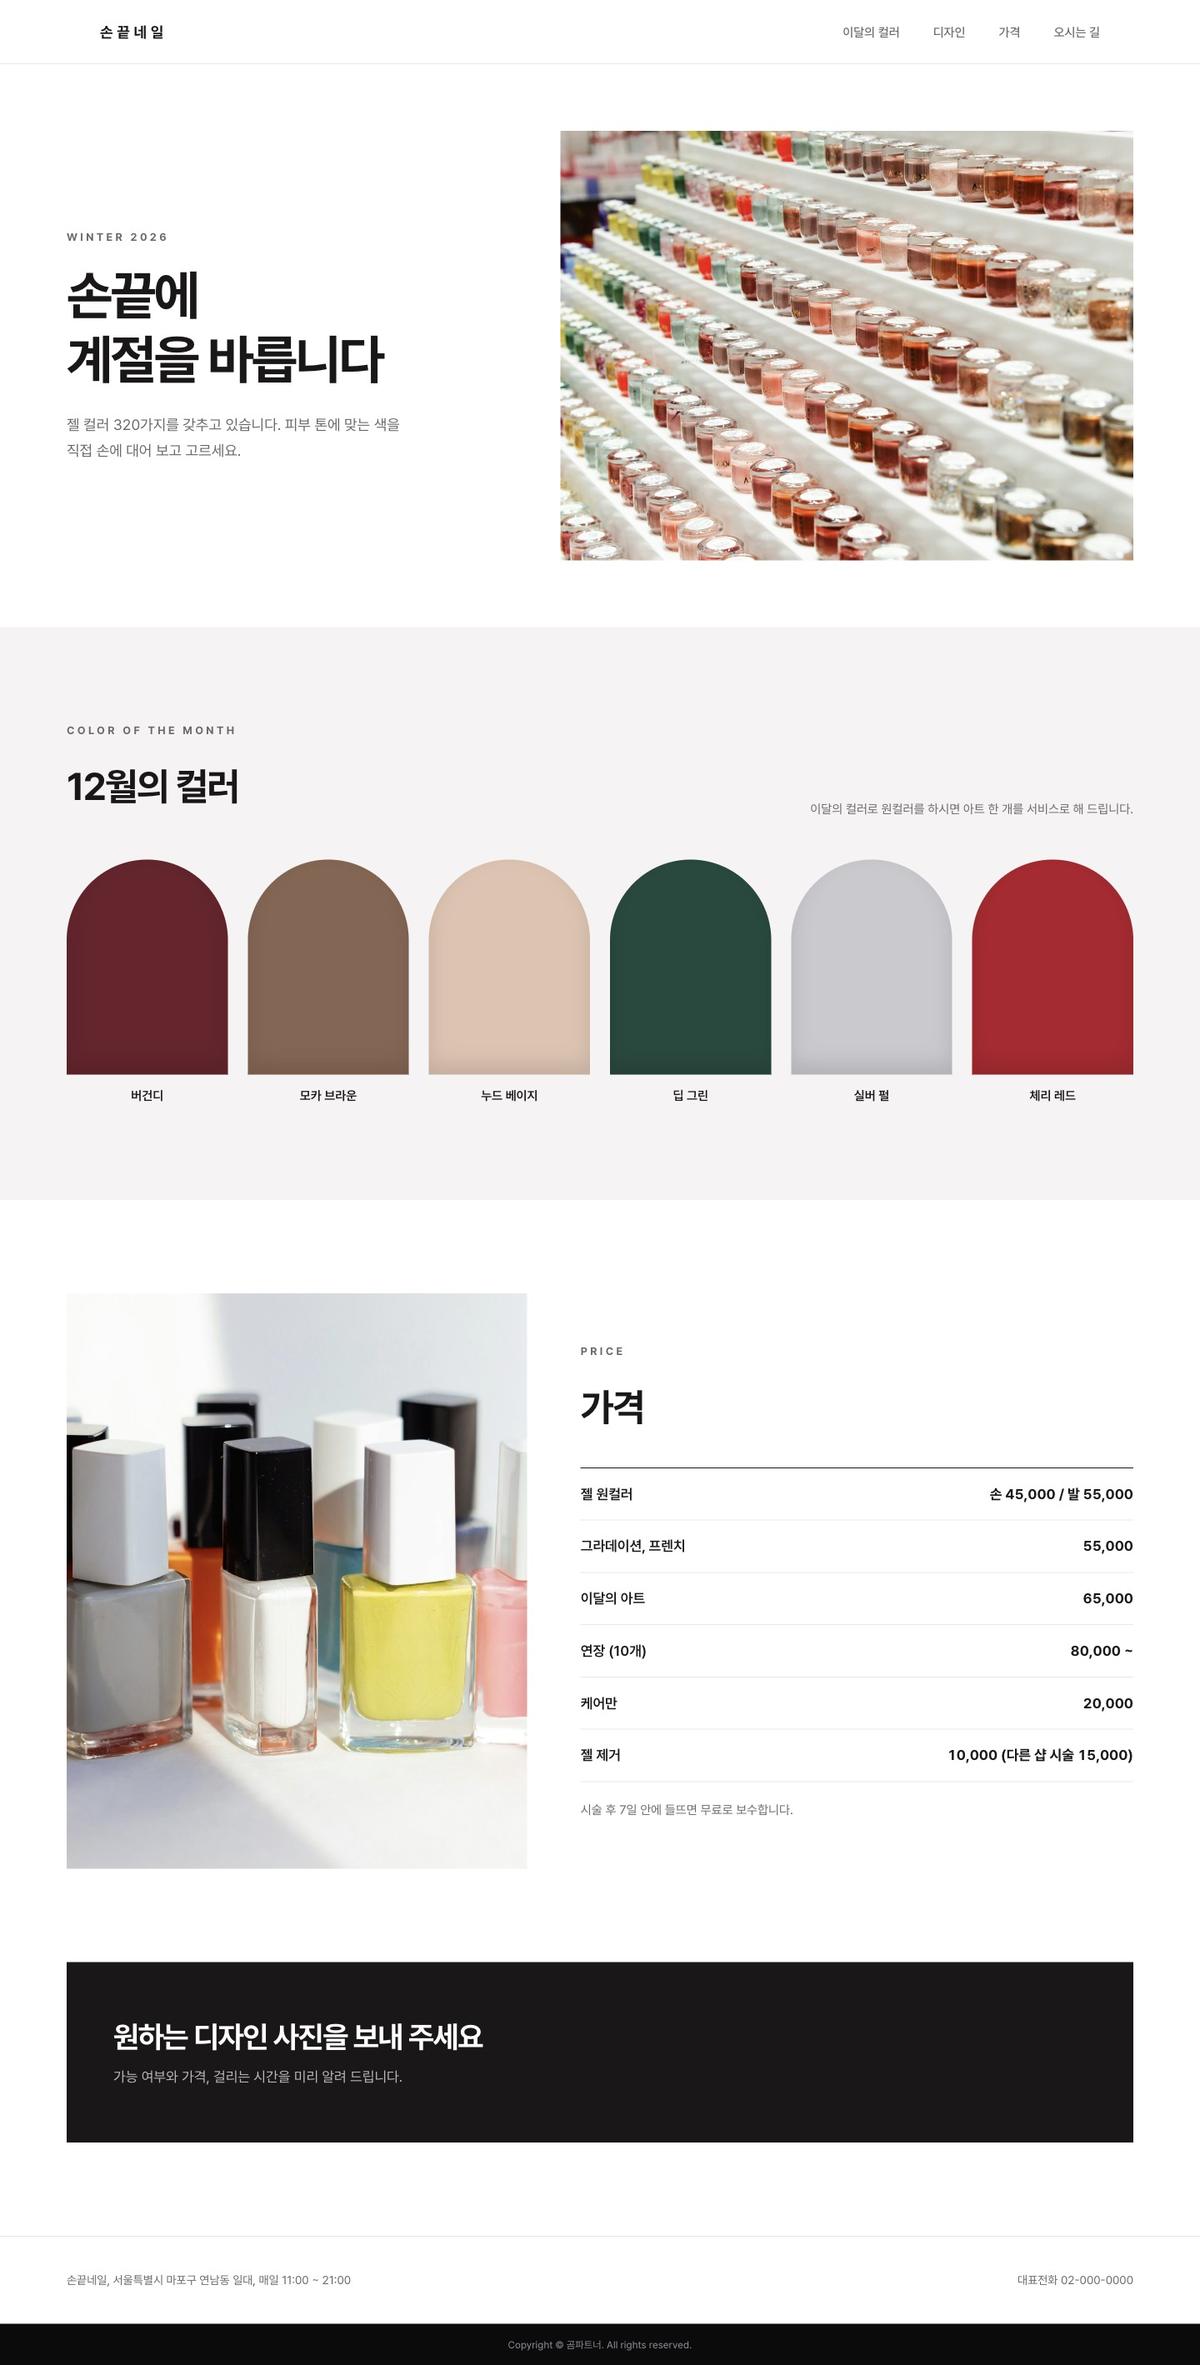 손끝네일
이달의 컬러
디자인
가격
오시는 길
WINTER 2026
손끝에
계절을 바릅니다
젤 컬러 320가지를 갖추고 있습니다. 피부 톤에 맞는 색을
직접 손에 대어 보고 고르세요.
COLOR OF THE MONTH
12월의 컬러
이달의 컬러로 원컬러를 하시면 아트 한 개를 서비스로 해 드립니다.
버건디
모카 브라운
누드 베이지
딥 그린
실버 펄
체리 레드
PRICE
가격
젤 원컬러 손 45,000 / 발 55,000
그라데이션, 프렌치 55,000
이달의 아트 65,000
연장 (10개) 80,000 ~
케어만 20,000
젤 제거 10,000 (다른 샵 시술 15,000)
시술 후 7일 안에 들뜨면 무료로 보수합니다.
원하는 디자인 사진을 보내 주세요
가능 여부와 가격, 걸리는 시간을 미리 알려 드립니다.
손끝네일, 서울특별시 마포구 연남동 일대, 매일 11:00 ~ 21:00
대표전화 02-000-0000
Copyright © 곰파트너. All rights reserved.